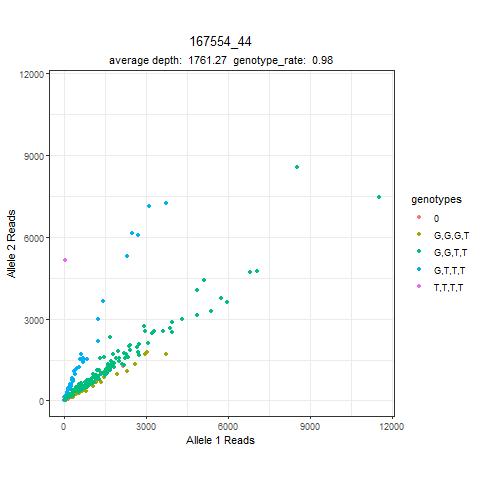 167554_44
average depth:  1761.27  genotype_rate:  0.98
12000
9000
6000
3000
0
Allele 2 Reads
0
3000
6000
9000
12000
Allele 1 Reads
genotypes
0
G,G,G,T
G,G,T,T
G,T,T,T
T,T,T,T